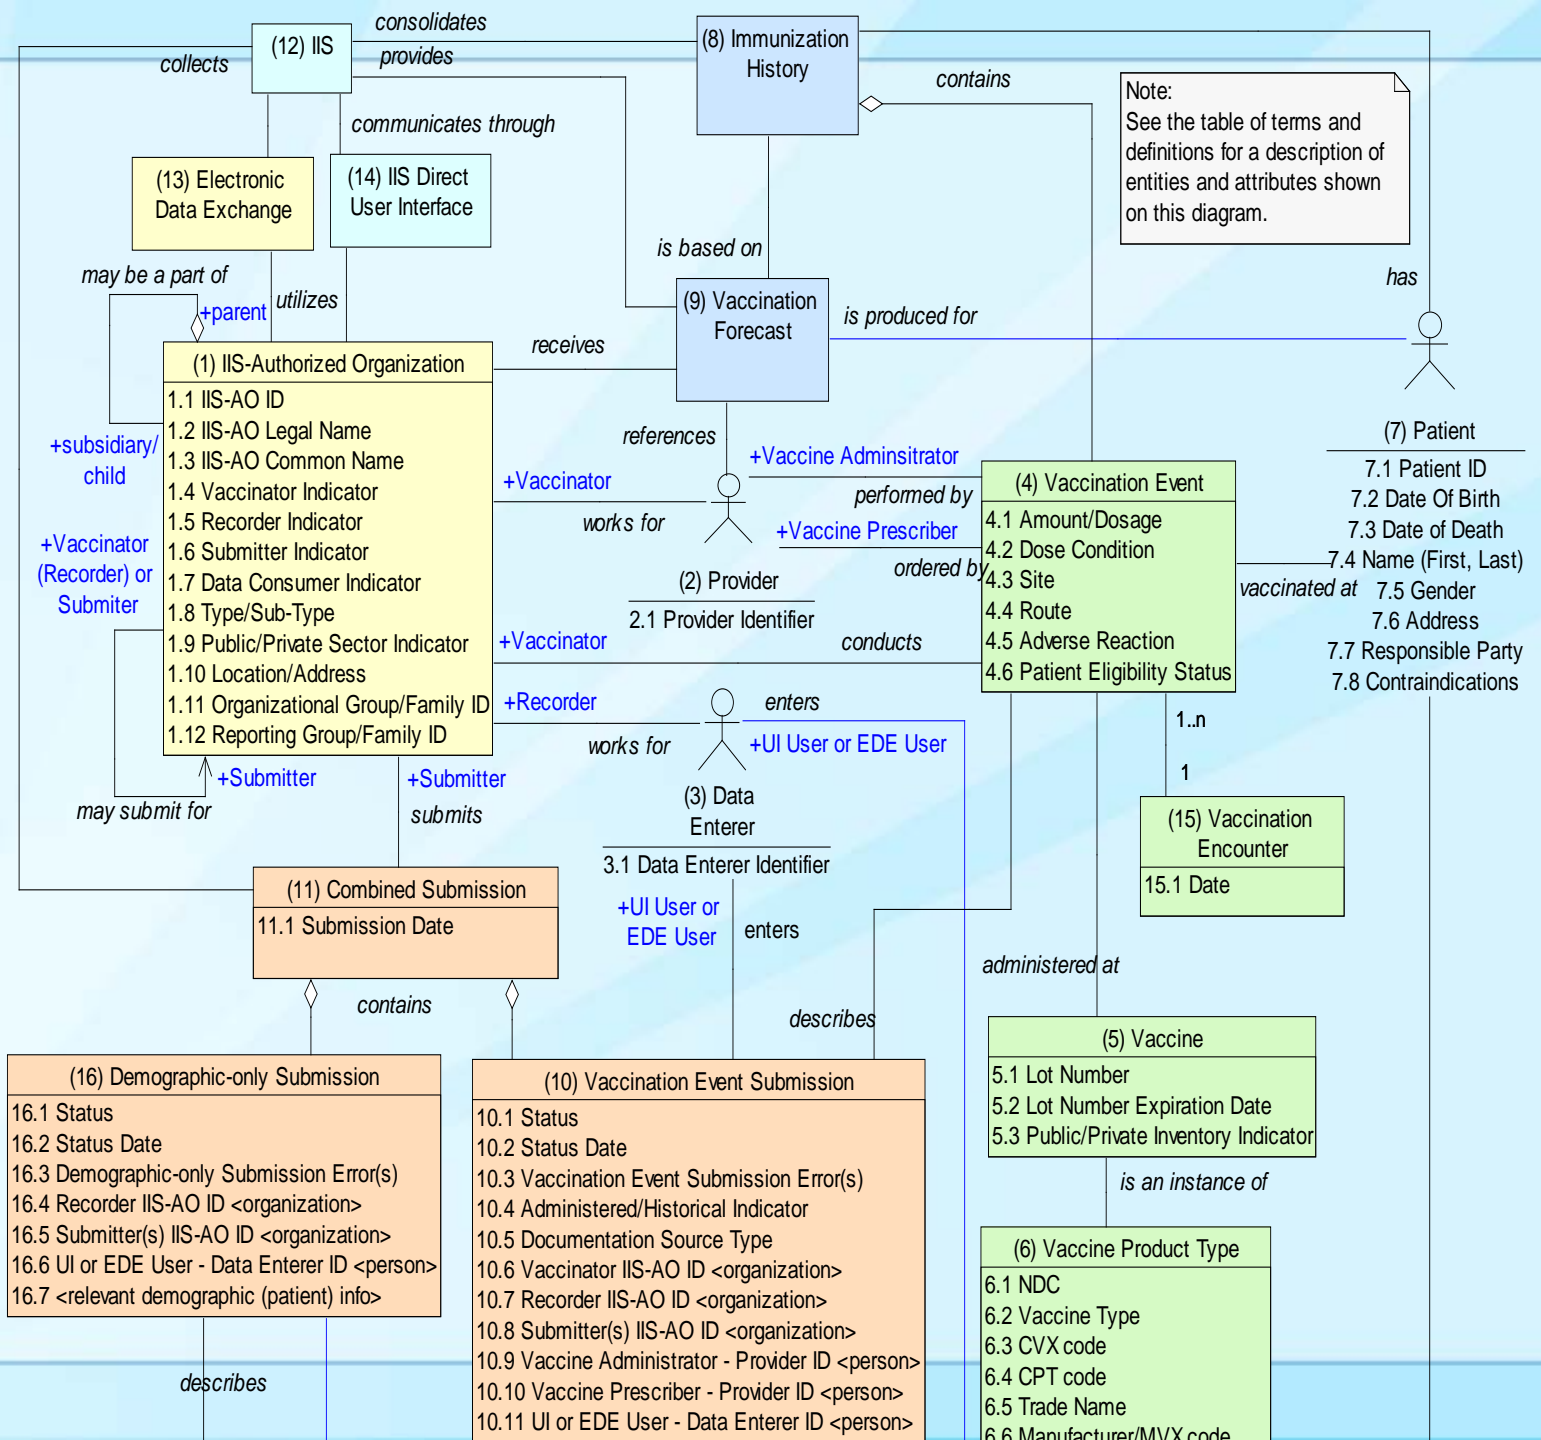 consolidates
(12) IIS
collects
provides
(8) Immunization
History
contains
Note:
See the table of terms and
definitions for a description of
entities and attributes shown
on this diagram.
communicates through
(13) Electronic
Data Exchange
(14) IIS Direct
User Interface
is based on
may be a part of
+parent
utilizes
has
(9) Vaccination
Forecast
is produced for
receives
(1) IIS-Authorized Organization
1.1 IIS-AO ID
1.2 IIS-AO Legal Name
1.3 IIS-AO Common Name
1.4 Vaccinator Indicator
1.5 Recorder Indicator
1.6 Submitter Indicator
1.7 Data Consumer Indicator
1.8 Type/Sub-Type
1.9 Public/Private Sector Indicator
1.10 Location/Address
1.11 Organizational Group/Family ID
1.12 Reporting Group/Family ID
+subsidiary/
child
+Vaccinator
(Recorder) or
Submiter
references
+Vaccinator
works for
+Vaccine Adminsitrator
performed by
+Vaccine Prescriber
ordered by
(2) Provider
2.1 Provider Identifier
(4) Vaccination Event
4.1 Amount/Dosage
4.2 Dose Condition
4.3 Site
4.4 Route
4.5 Adverse Reaction
4.6 Patient Eligibility Status
vaccinated at
(7) Patient
7.1 Patient ID
7.2 Date Of Birth
7.3 Date of Death
7.4 Name (First, Last)
7.5 Gender
7.6 Address
7.7 Responsible Party
7.8 Contraindications
+Vaccinator
conducts
+Recorder
works for
enters
+UI User or EDE User
1..n
1
+Submitter
may submit for
+Submitter
submits
(3) Data
Enterer
3.1 Data Enterer Identifier
+UI User or
EDE User
enters
(15) Vaccination
Encounter
15.1 Date
(11) Combined Submission
11.1 Submission Date
contains
administered at
describes
(5) Vaccine
5.1 Lot Number
5.2 Lot Number Expiration Date
5.3 Public/Private Inventory Indicator
is an instance of
(16) Demographic-only Submission
16.1 Status
16.2 Status Date
16.3 Demographic-only Submission Error(s)
16.4 Recorder IIS-AO ID <organization>
16.5 Submitter(s) IIS-AO ID <organization>
16.6 UI or EDE User - Data Enterer ID <person>
16.7 <relevant demographic (patient) info>
describes
(10) Vaccination Event Submission
10.1 Status
10.2 Status Date
10.3 Vaccination Event Submission Error(s)
10.4 Administered/Historical Indicator
10.5 Documentation Source Type
10.6 Vaccinator IIS-AO ID <organization>
10.7 Recorder IIS-AO ID <organization>
10.8 Submitter(s) IIS-AO ID <organization>
10.9 Vaccine Administrator - Provider ID <person>
10.10 Vaccine Prescriber - Provider ID <person>
10.11 UI or EDE User - Data Enterer ID <person>
(6) Vaccine Product Type
6.1 NDC
6.2 Vaccine Type
6.3 CVX code
6.4 CPT code
6.5 Trade Name
6.6 Manufacturer/MVX code